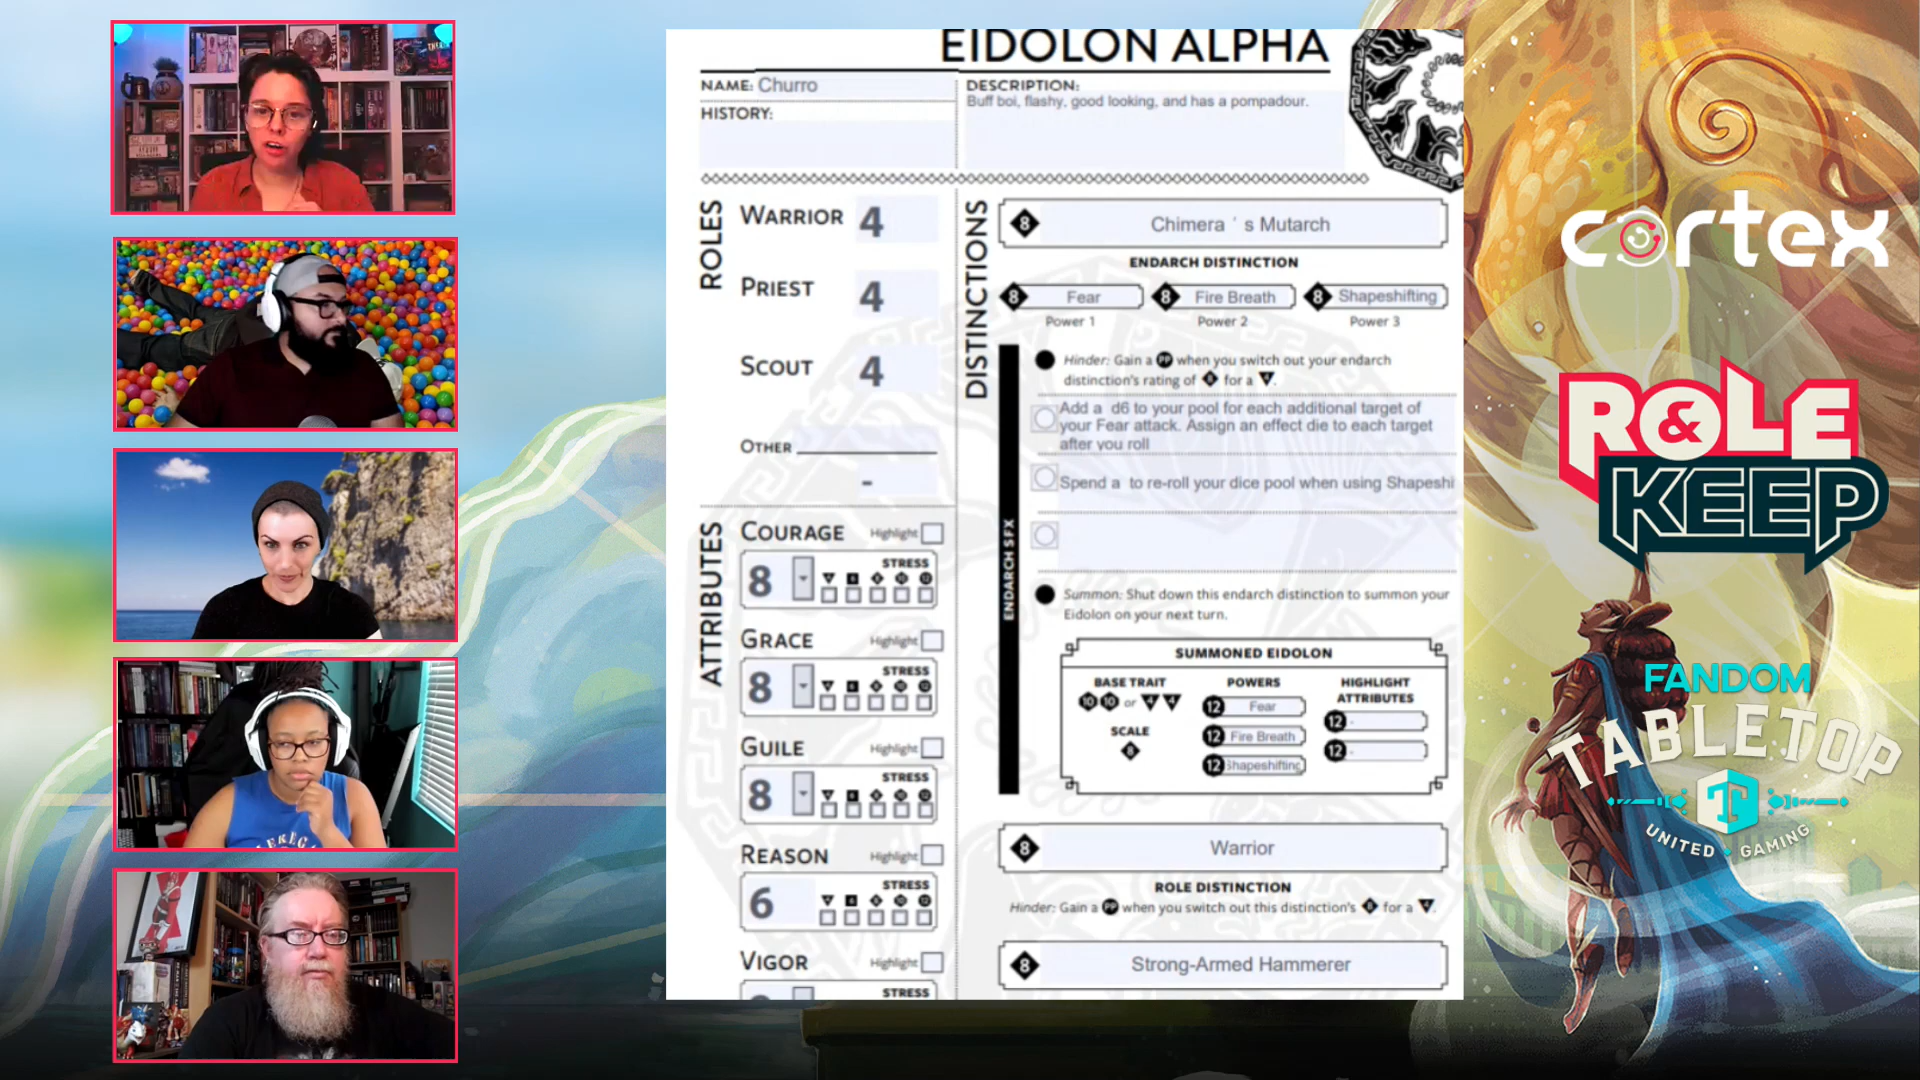 EIDOLON ALPHA
NAME: Churro
HISTORY:
DESCRIPTION:
Buff boi, flashy, good looking, and has a pompadour.
ROLES
WARRIOR 4
PRIEST 4
SCOUT 4
OTHER
-
ATTRIBUTES
COURAGE Highlight
8 STRESS
GRACE Highlight
8 STRESS
GUILE Highlight
8 STRESS
REASON Highlight
6 STRESS
VIGOR Highlight
STRESS
DISTINCTIONS
8 Chimera ' s Mutarch
ENDARCH DISTINCTION
8 Fear 8 Fire Breath 8 Shapeshifting
Power 1 Power 2 Power 3
ENDARCH SFX
Hinder: Gain a PP when you switch out your endarch
distinction's rating of 8 for a 4.
Add a d6 to your pool for each additional target of
your Fear attack. Assign an effect die to each target
after you roll
Spend a to re-roll your dice pool when using Shapeshi
Summon: Shut down this endarch distinction to summon your
Eidolon on your next turn.
SUMMONED EIDOLON
BASE TRAIT
10 10 or 4 4
SCALE
8
POWERS
12 Fear
12 Fire Breath
12 Shapeshifting
HIGHLIGHT
ATTRIBUTES
12 -
12 -
8 Warrior
ROLE DISTINCTION
Hinder: Gain a PP when you switch out this distinction's 8 for a 4.
8 Strong-Armed Hammerer
cortex
ROLE
&
KEEP
FANDOM
TABLETOP
UNITED GAMING